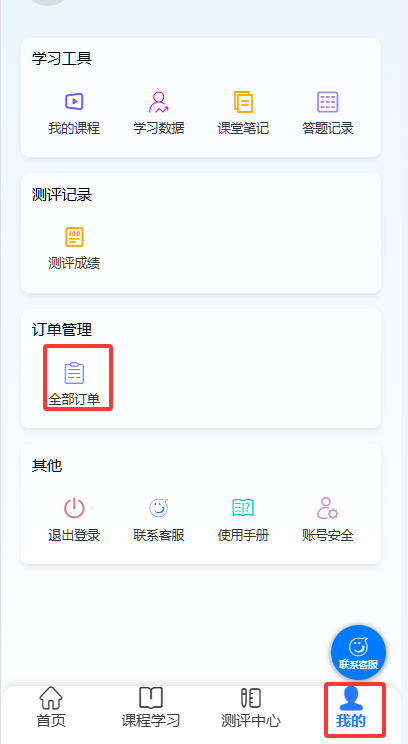 学习工具
我的课程 学习数据 课堂笔记 答题记录
测评记录
100
测评成绩
订单管理
全部订单
其他
退出登录 联系客服 使用手册 账号安全
联系客服
首页 课程学习 测评中心 我的